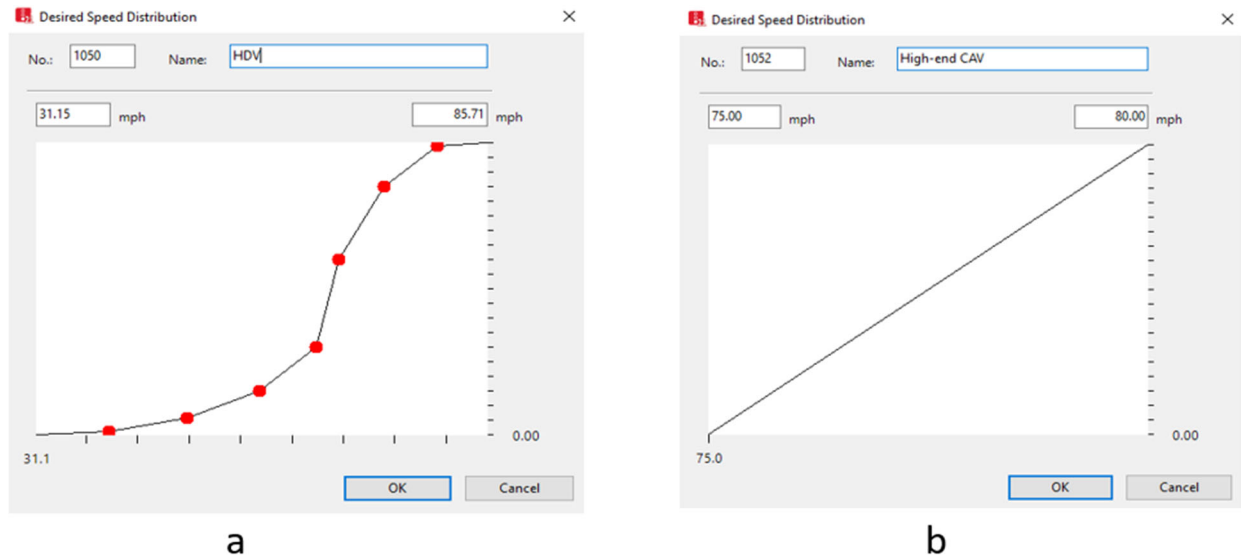 Desired Speed Distribution
No.: 1050 Name: HDV
31.15 mph 85.71 mph
0.00
31.1
OK Cancel
a
Desired Speed Distribution
No.: 1052 Name: High-end CAV
75.00 mph 80.00 mph
0.00
75.0
OK Cancel
b